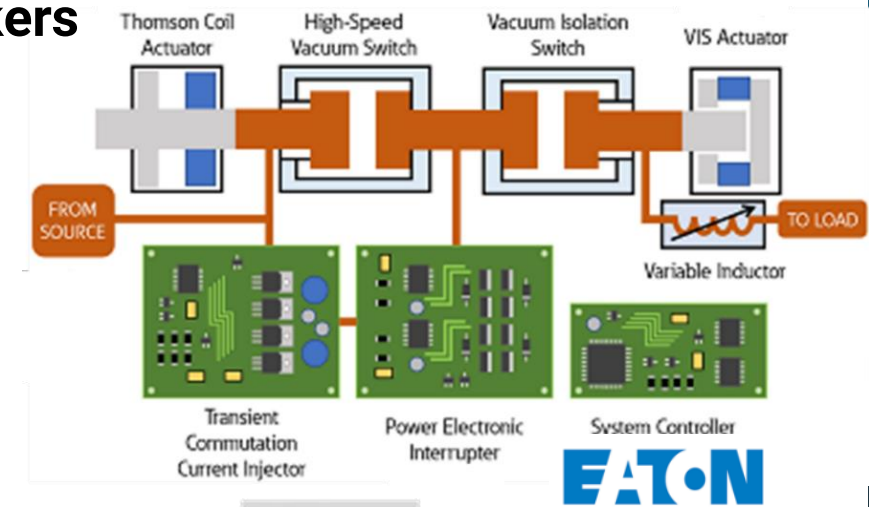 kers
Thomson Coil
Actuator
High-Speed
Vacuum Switch
Vacuum Isolation
Switch
VIS Actuator
FROM
SOURCE
TO LOAD
Variable Inductor
Transient
Commutation
Current Injector
Power Electronic
Interrupter
System Controller
EATON